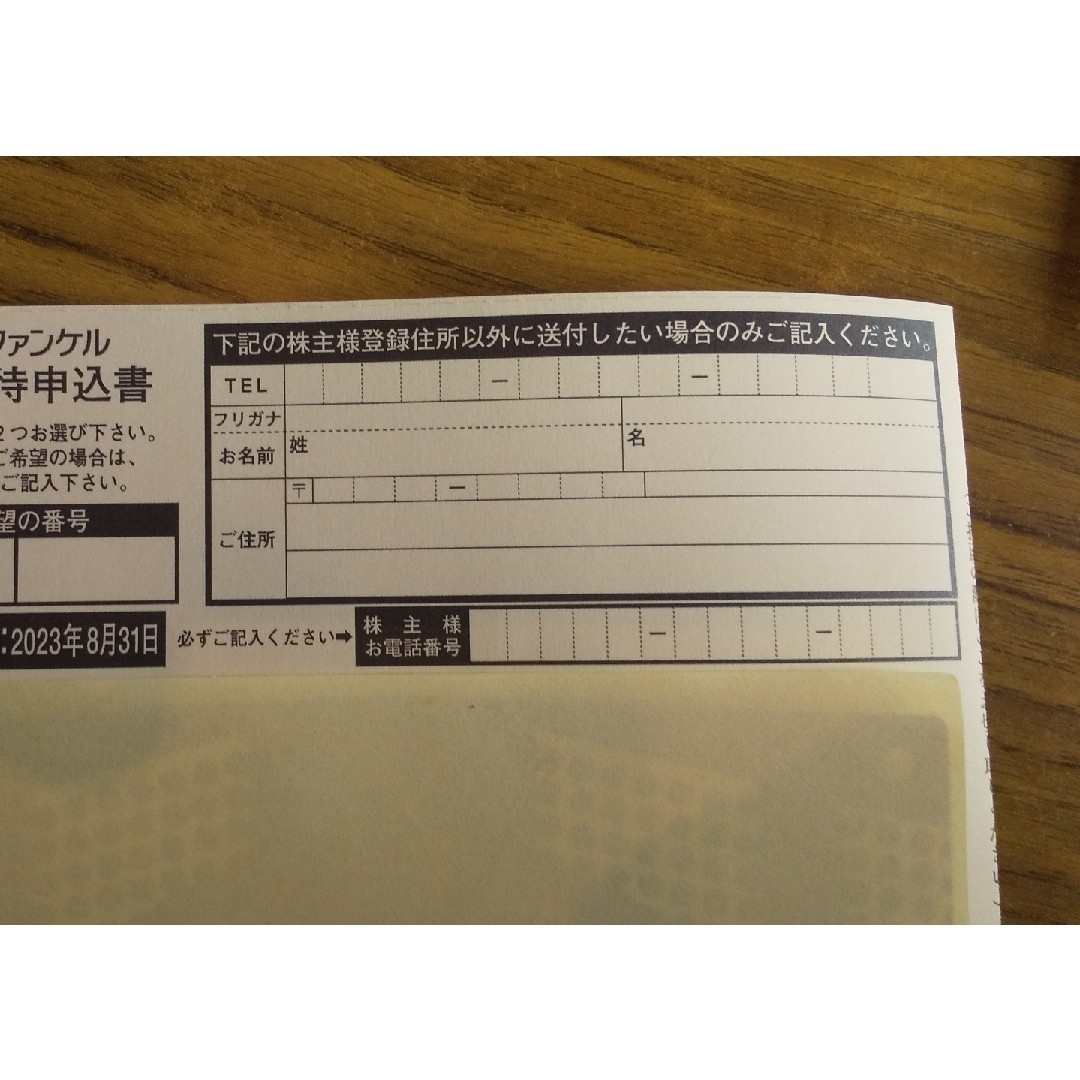 ファンケル
待申込書
2つお選び下さい。
ご希望の場合は、
ご記入下さい。
望の番号
:2023年8月31日
下記の株主様登録住所以外に送付したい場合のみご記入ください。
TEL － －
フリガナ
お名前 姓 名
ご住所 〒 －
必ずご記入ください➡
株主様
お電話番号 － －